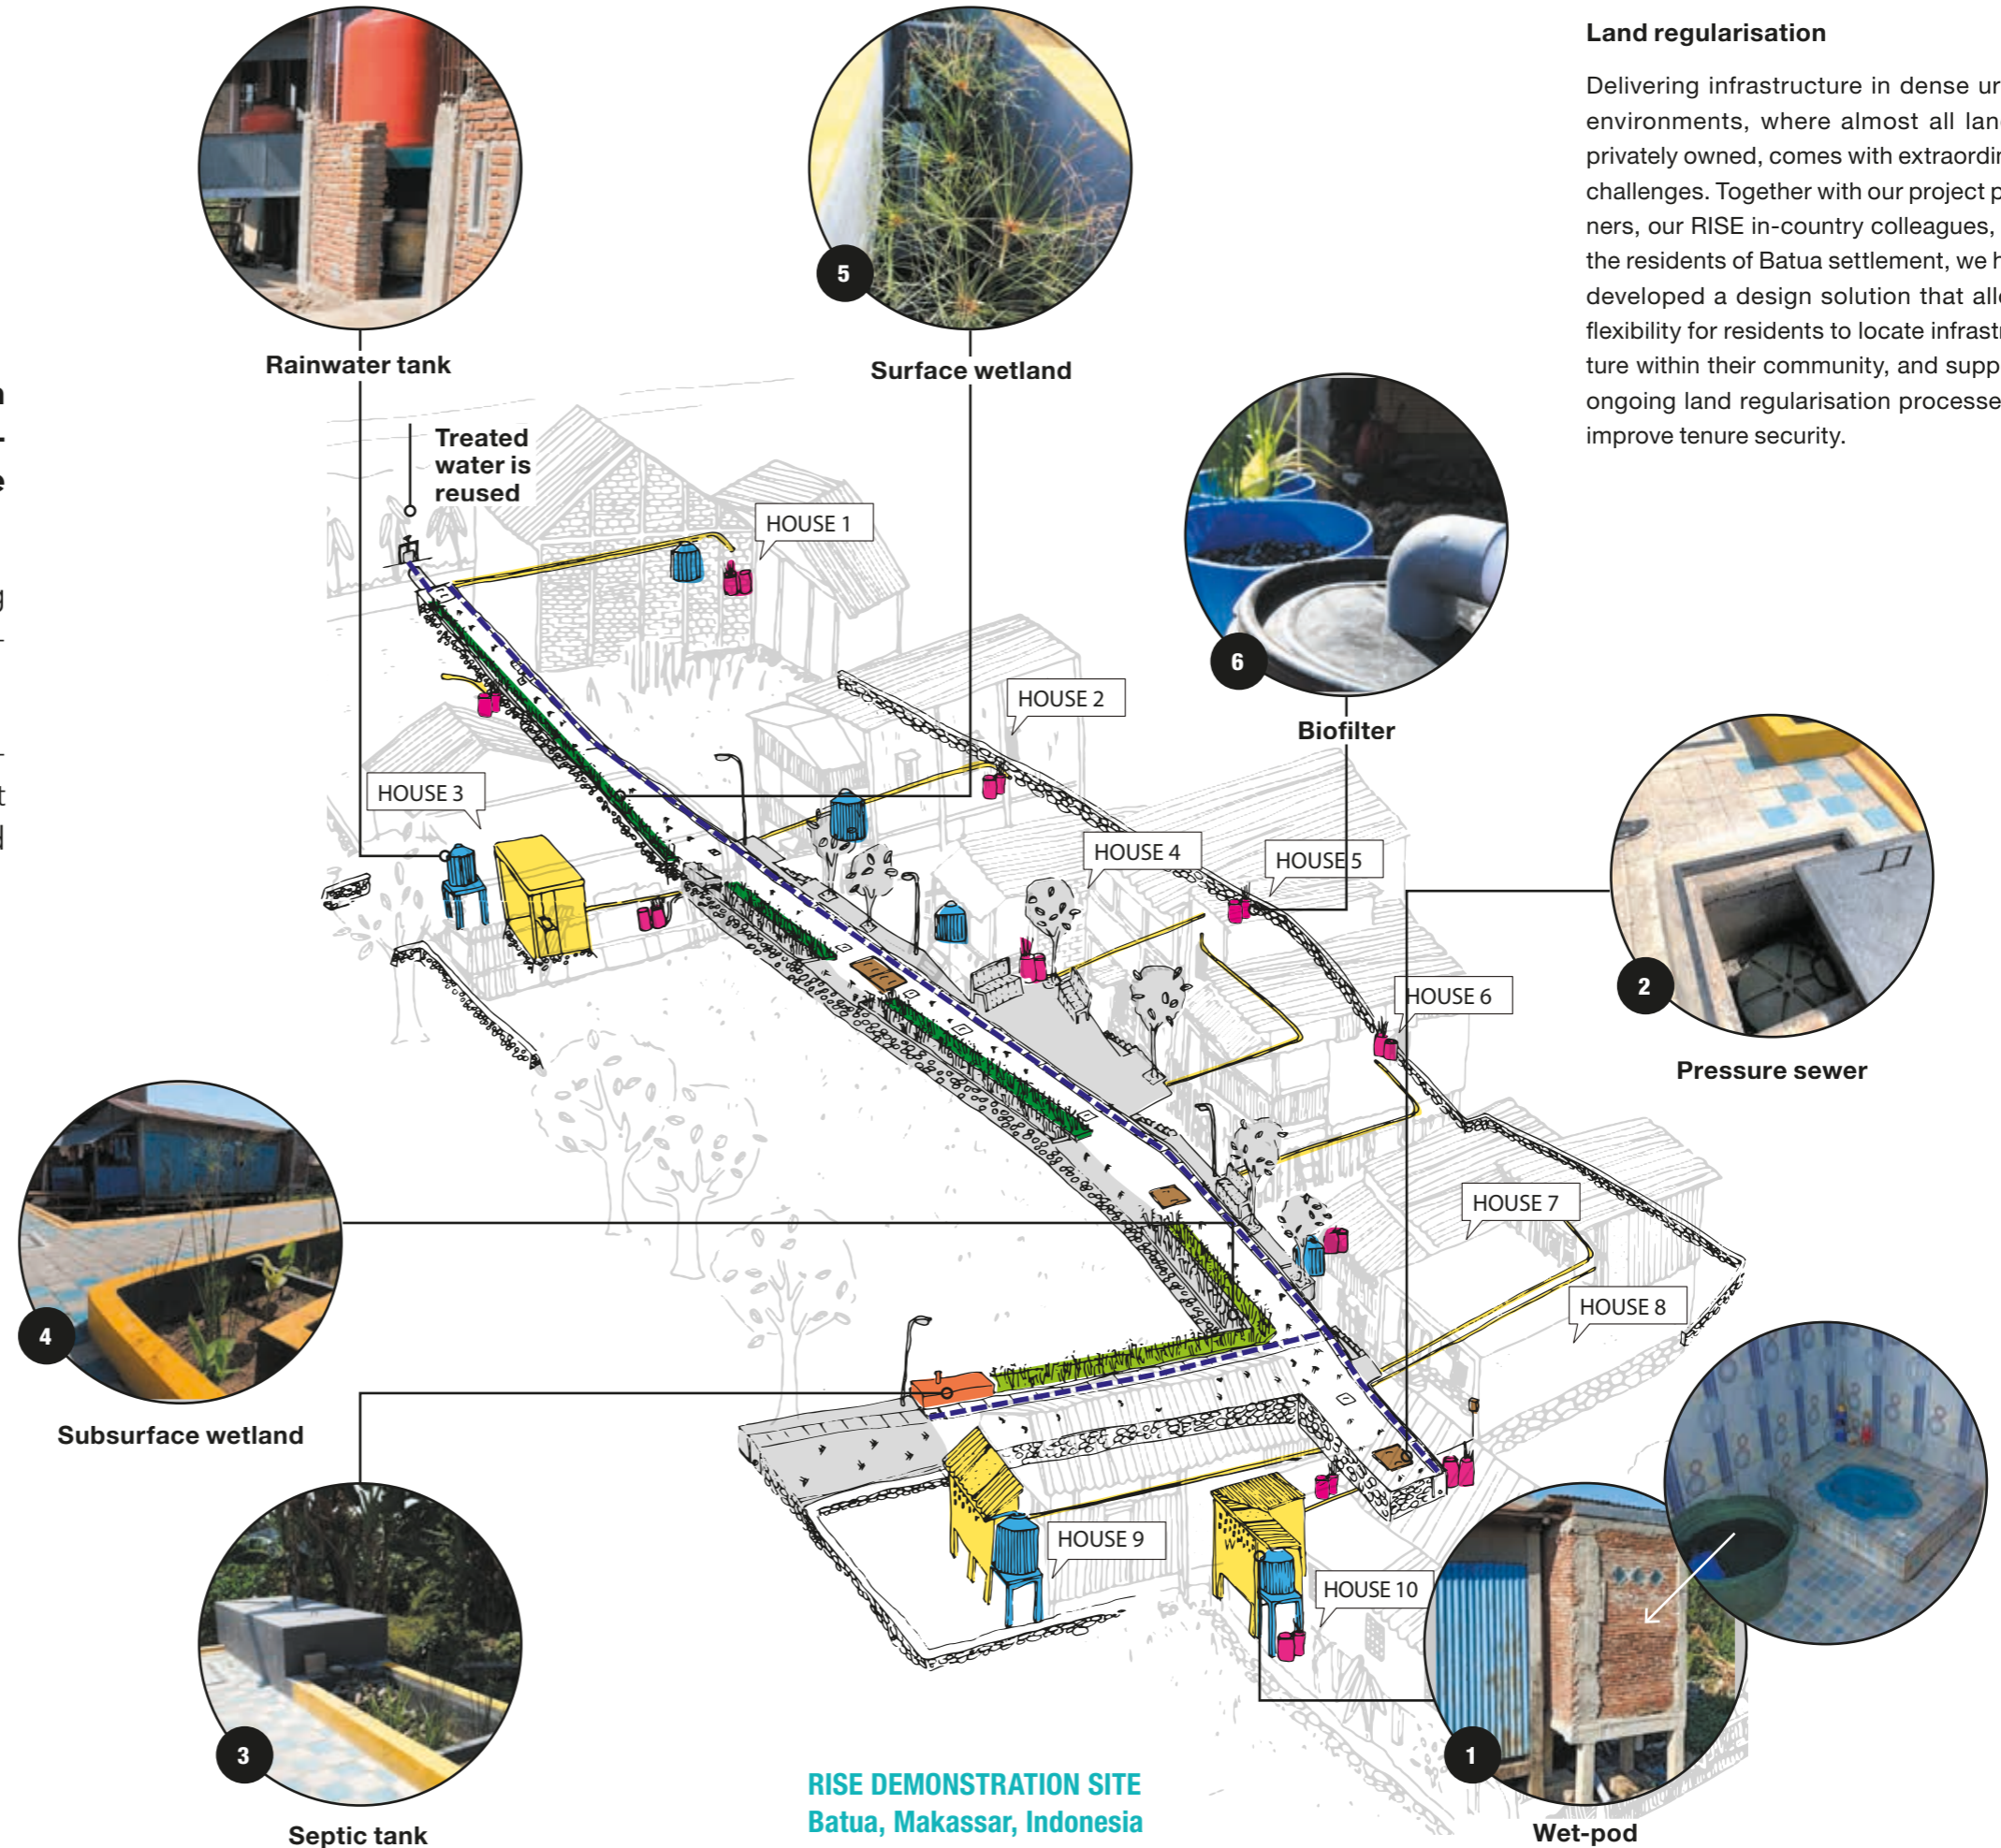 Land regularisation
Delivering infrastructure in dense ur
environments, where almost all lan
privately owned, comes with extraordin
challenges. Together with our project p
ners, our RISE in-country colleagues,
the residents of Batua settlement, we h
developed a design solution that all
flexibility for residents to locate infrast
ture within their community, and supp
ongoing land regularisation processe
improve tenure security.
Rainwater tank
5
Surface wetland
Treated
water is
reused
HOUSE 1
6
Biofilter
HOUSE 2
HOUSE 3
HOUSE 4
HOUSE 5
2
Pressure sewer
HOUSE 6
HOUSE 7
HOUSE 8
4
Subsurface wetland
HOUSE 9
HOUSE 10
3
Septic tank
1
Wet-pod
RISE DEMONSTRATION SITE
Batua, Makassar, Indonesia